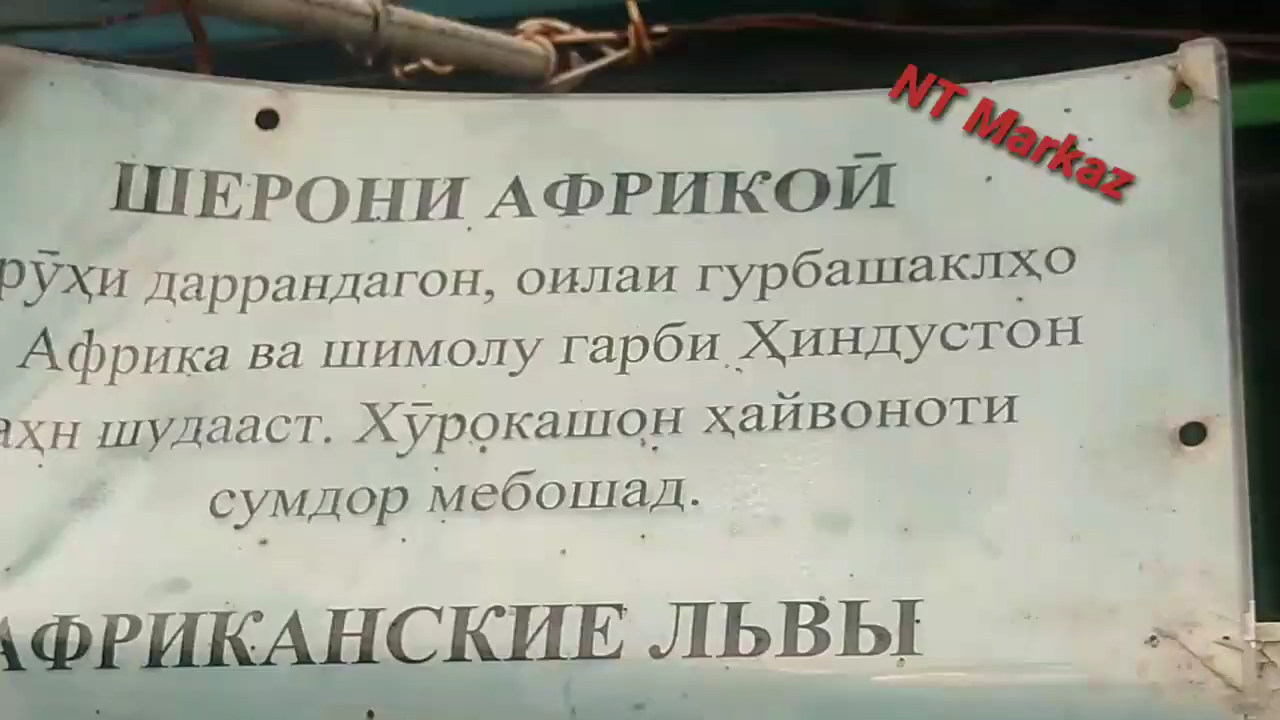 NT Markaz
ШЕРОНИ АФРИКОӢ
рӯҳи даррандагон, оилаи гурбашаклҳо
Африка ва шимолу гарби Ҳиндустон
аҳн шудааст. Хӯрокашон ҳайвоноти
сумдор мебошад.
АФРИКАНСКИЕ ЛЬВЫ